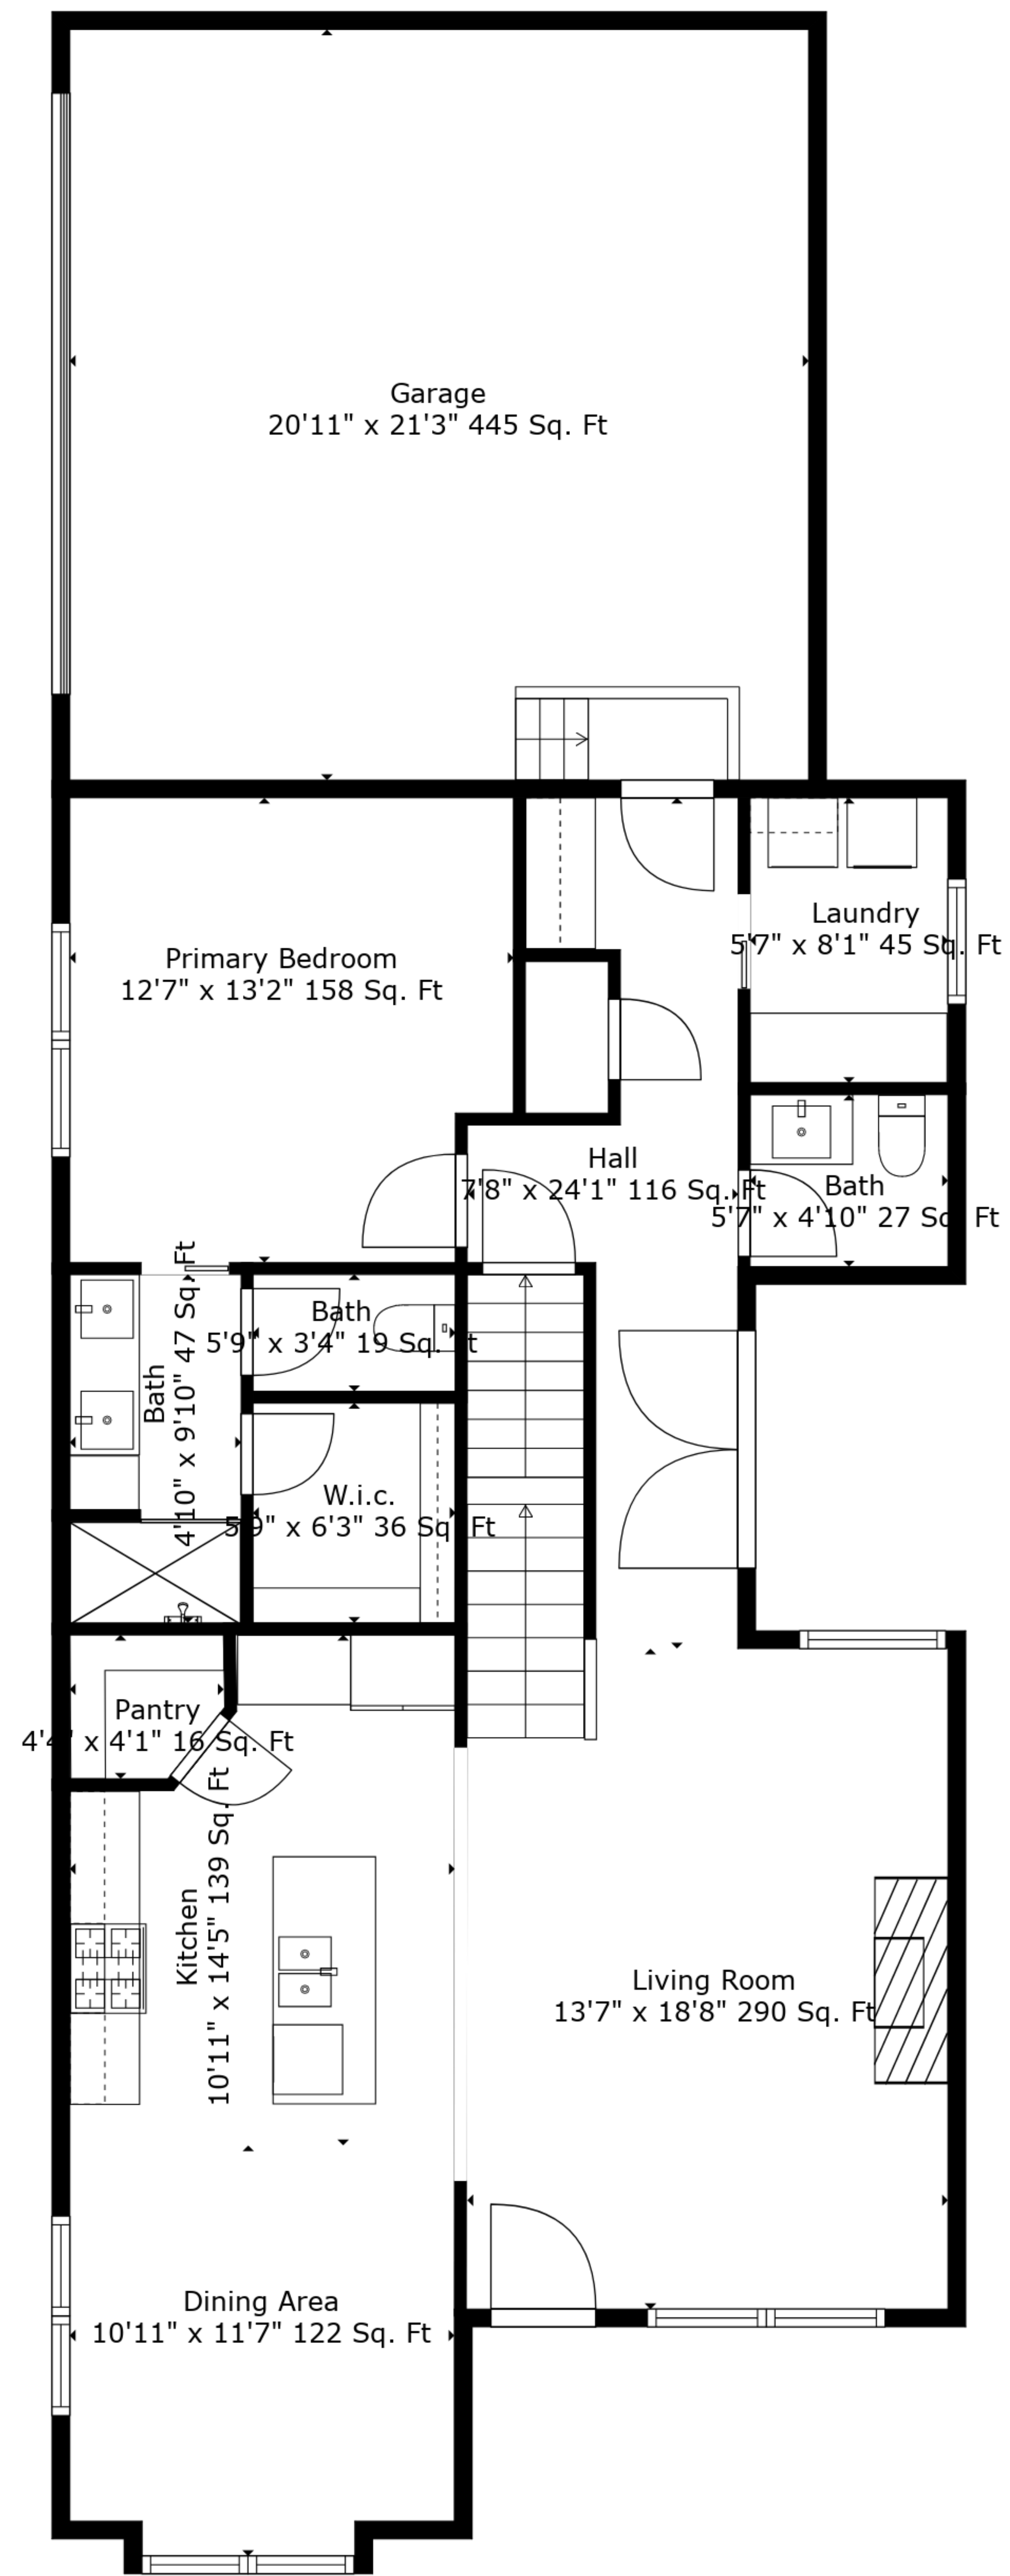 Garage
20'11" x 21'3" 445 Sq. Ft
Laundry
5'7" x 8'1" 45 Sq. Ft
Primary Bedroom
12'7" x 13'2" 158 Sq. Ft
Hall
7'8" x 24'1" 116 Sq. Ft
Bath
5'7" x 4'10" 27 Sq. Ft
Bath
5'9" x 3'4" 19 Sq. Ft
Bath
4'10" x 9'10" 47 Sq. Ft
W.i.c.
5'9" x 6'3" 36 Sq. Ft
Pantry
4'4" x 4'1" 16 Sq. Ft
Kitchen
10'11" x 14'5" 139 Sq. Ft
Living Room
13'7" x 18'8" 290 Sq. Ft
Dining Area
10'11" x 11'7" 122 Sq. Ft